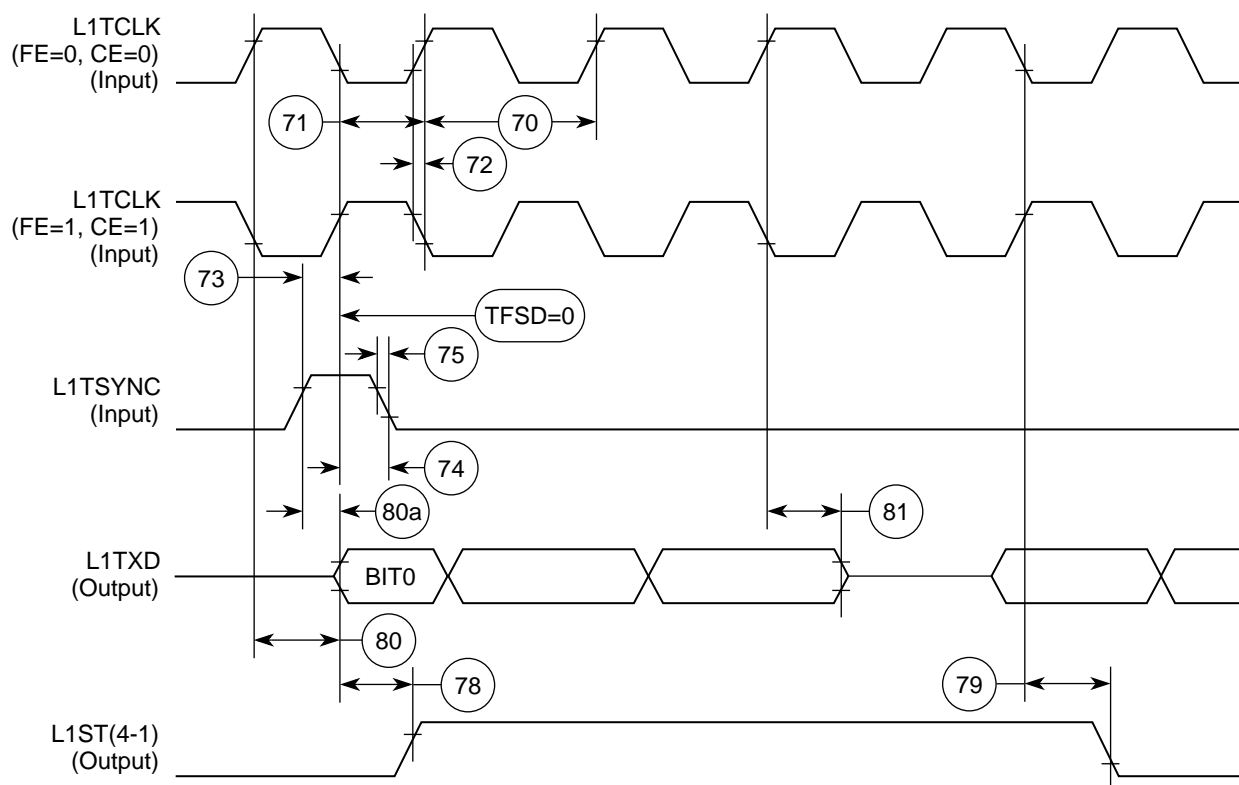 L1TCLK
(FE=0, CE=0)
(Input)
71
70
72
L1TCLK
(FE=1, CE=1)
(Input)
73
TFSD=0
75
L1TSYNC
(Input)
74
80a
81
L1TXD
(Output)
BIT0
80
78
79
L1ST(4-1)
(Output)